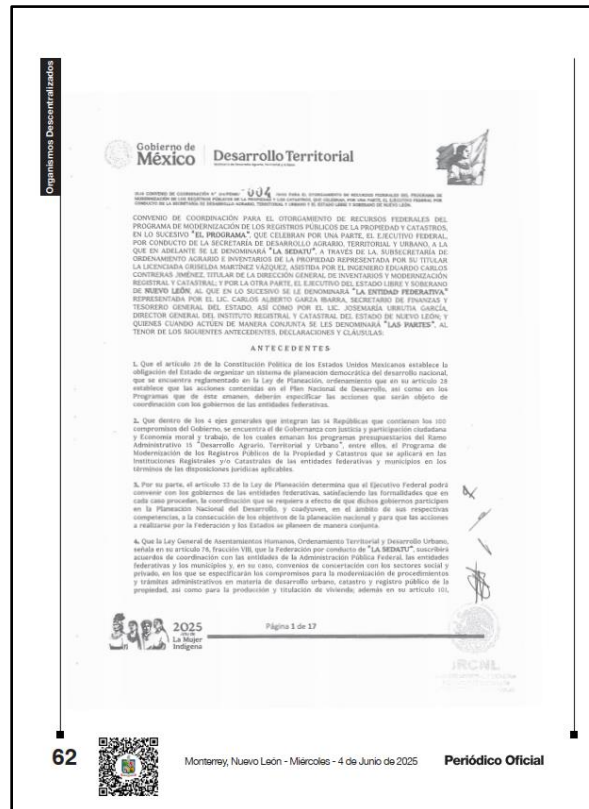 Organismos Descentralizados
Gobierno de
México
Desarrollo Territorial
004
CONVENIO DE COORDINACIÓN PARA EL OTORGAMIENTO DE RECURSOS FEDERALES DEL
PROGRAMA DE MODERNIZACIÓN DE LOS REGISTROS PÚBLICOS DE LA PROPIEDAD Y CATASTROS,
EN LO SUCESIVO "EL PROGRAMA", QUE CELEBRAN POR UNA PARTE, EL EJECUTIVO FEDERAL,
POR CONDUCTO DE LA SECRETARÍA DE DESARROLLO AGRARIO, TERRITORIAL Y URBANO, A LA
QUE EN ADELANTE SE LE DENOMINARÁ "LA SEDATU", A TRAVÉS DE LA, SUBSECRETARÍA DE
ORDENAMIENTO AGRARIO E INVENTARIOS DE LA PROPIEDAD REPRESENTADA POR SU TITULAR
LA LICENCIADA GRISELDA MARTÍNEZ VÁZQUEZ, ASISTIDA POR EL INGENIERO EDUARDO CARLOS
CONTRERAS JIMÉNEZ, TITULAR DE LA DIRECCIÓN GENERAL DE INVENTARIOS Y MODERNIZACIÓN
REGISTRAL Y CATASTRAL; Y POR LA OTRA PARTE, EL EJECUTIVO DEL ESTADO LIBRE Y SOBERANO
DE NUEVO LEÓN, AL QUE EN LO SUCESIVO SE LE DENOMINARÁ "LA ENTIDAD FEDERATIVA"
REPRESENTADA POR EL LIC. CARLOS ALBERTO GARZA IBARRA, SECRETARIO DE FINANZAS Y
TESORERO GENERAL DEL ESTADO, ASÍ COMO POR EL LIC. JOSEMARÍA URRUTIA GARCÍA,
DIRECTOR GENERAL DEL INSTITUTO REGISTRAL Y CATASTRAL DEL ESTADO DE NUEVO LEÓN; Y
QUIENES CUANDO ACTÚEN DE MANERA CONJUNTA SE LES DENOMINARÁ "LAS PARTES", AL
TENOR DE LOS SIGUIENTES ANTECEDENTES, DECLARACIONES Y CLÁUSULAS:
ANTECEDENTES
1. Que el artículo 26 de la Constitución Política de los Estados Unidos Mexicanos establece la
obligación del Estado de organizar un sistema de planeación democrática del desarrollo nacional,
que se encuentra reglamentado en la Ley de Planeación, ordenamiento que en su artículo 28
establece que las acciones contenidas en el Plan Nacional de Desarrollo, así como en los
Programas que de éste emanen, deberán especificar las acciones que serán objeto de
coordinación con los gobiernos de las entidades federativas.
2. Que dentro de los 4 ejes generales que integran las 14 Repúblicas que contienen los 100
compromisos del Gobierno, se encuentra el de Gobernanza con justicia y participación ciudadana
y Economía moral y trabajo, de los cuales emanan los programas presupuestarios del Ramo
Administrativo 15 "Desarrollo Agrario, Territorial y Urbano", entre ellos, el Programa de
Modernización de los Registros Públicos de la Propiedad y Catastros que se aplicará en las
Instituciones Registrales y/o Catastrales de las entidades federativas y municipios en los
términos de las disposiciones jurídicas aplicables.
3. Por su parte, el artículo 33 de la Ley de Planeación determina que el Ejecutivo Federal podrá
convenir con los gobiernos de las entidades federativas, satisfaciendo las formalidades que en
cada caso procedan, la coordinación que se requiera a efecto de que dichos gobiernos participen
en la Planeación Nacional del Desarrollo, y coadyuven, en el ámbito de sus respectivas
competencias, a la consecución de los objetivos de la planeación nacional y para que las acciones
a realizarse por la Federación y los Estados se planeen de manera conjunta.
4. Que la Ley General de Asentamientos Humanos, Ordenamiento Territorial y Desarrollo Urbano,
señala en su artículo 76, fracción VIII, que la Federación por conducto de "LA SEDATU", suscribirá
acuerdos de coordinación con las entidades de la Administración Pública Federal, las entidades
federativas y los municipios y, en su caso, convenios de concertación con los sectores social y
privado, en los que se especificarán los compromisos para la modernización de procedimientos
y trámites administrativos en materia de desarrollo urbano, catastro y registro público de la
propiedad, así como para la producción y titulación de vivienda; además en su artículo 101,
2025
Año de
La Mujer
Indígena
Página 1 de 17
IRCNL
62
Monterrey, Nuevo León - Miércoles - 4 de Junio de 2025
Periódico Oficial